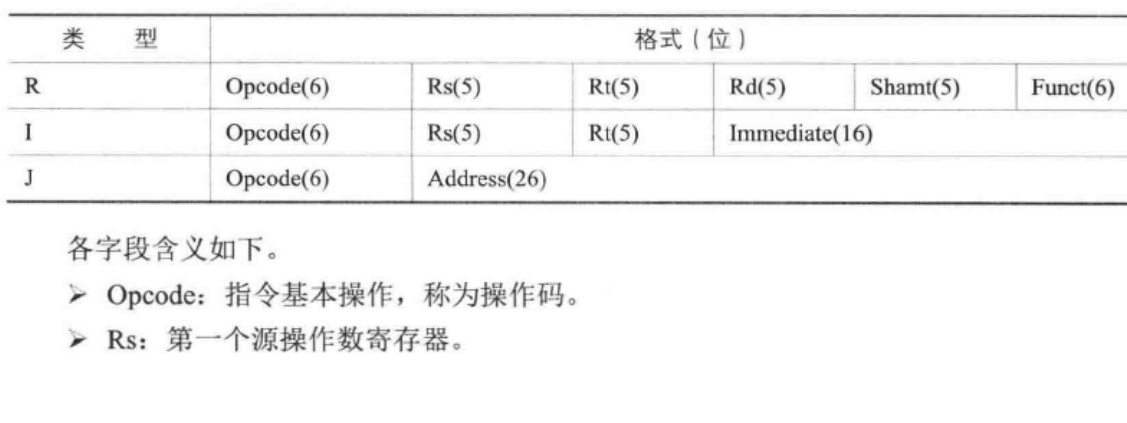 类 型 格式（位）
R Opcode(6) Rs(5) Rt(5) Rd(5) Shamt(5) Funct(6)
I Opcode(6) Rs(5) Rt(5) Immediate(16)
J Opcode(6) Address(26)
各字段含义如下。
➢ Opcode：指令基本操作，称为操作码。
➢ Rs：第一个源操作数寄存器。